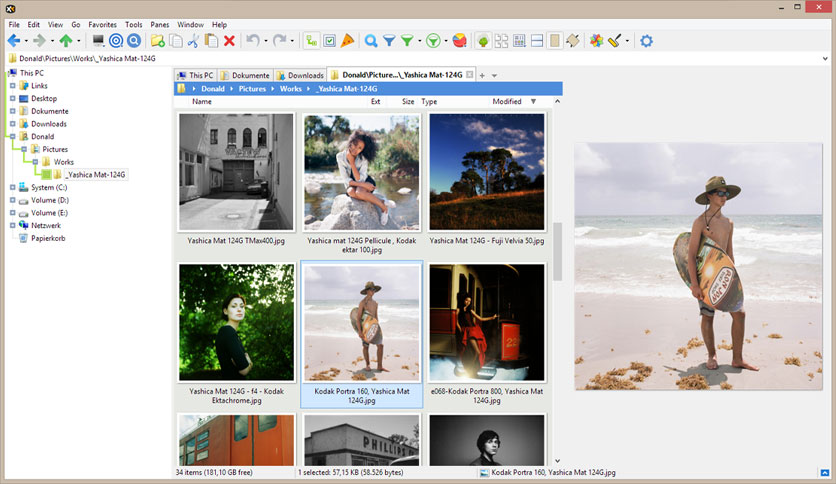 File Edit View Go Favorites Tools Panes Window Help
Donald\Pictures\Works\_Yashica Mat-124G
This PC
Links
Desktop
Dokumente
Downloads
Donald
Pictures
Works
_Yashica Mat-124G
System (C:)
Volume (D:)
Volume (E:)
Netzwerk
Papierkorb
This PC Dokumente Downloads Donald\Picture...\_Yashica Mat-124G
Donald Pictures Works _Yashica Mat-124G
Name Ext Size Type Modified
Yashica Mat 124G TMax400.jpg
Yashica mat 124G Pellicule , Kodak
ektar 100.jpg
Yashica Mat 124G - Fuji Velvia 50.jpg
Yashica Mat 124G - f4 - Kodak
Ektachrome.jpg
Kodak Portra 160, Yashica Mat
124G.jpg
e068-Kodak Portra 800, Yashica Mat
124G.jpg
PHILLIPS
34 items (181,10 GB free)
1 selected: 57,15 KB (58.526 bytes)
Kodak Portra 160, Yashica Mat 124G.jpg